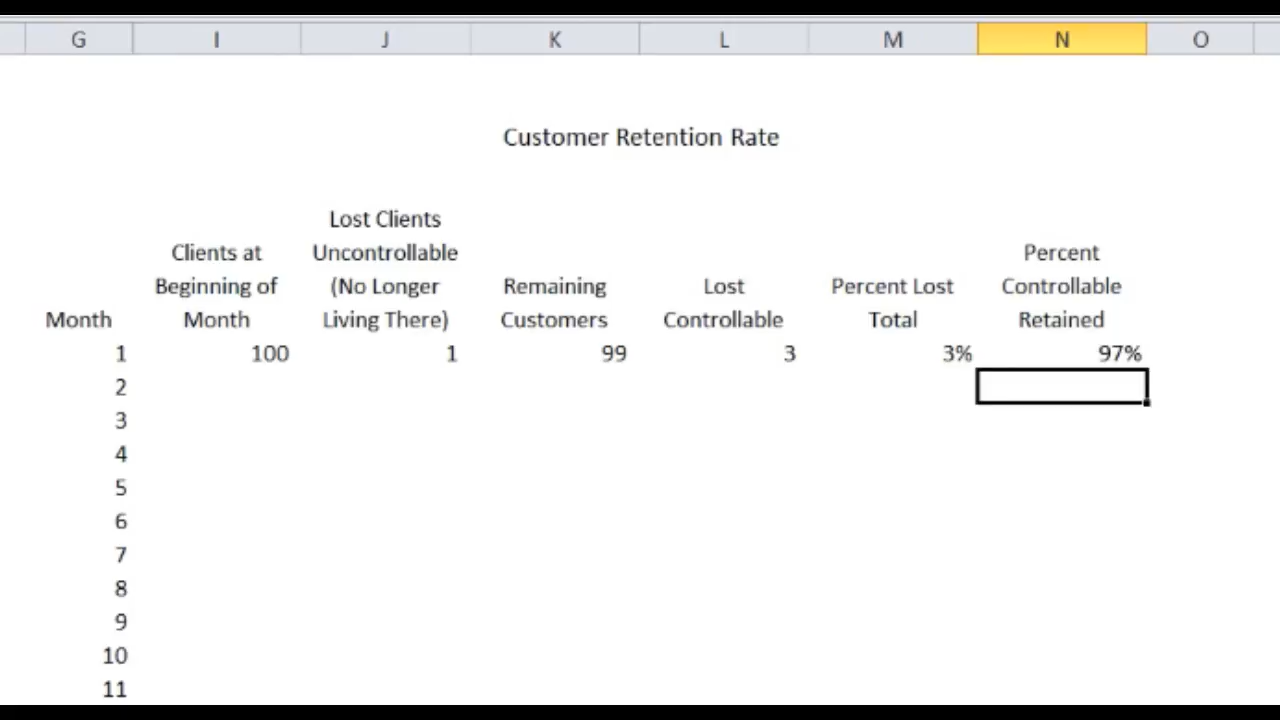 G I J K L M N O
Customer Retention Rate
Lost Clients
Clients at Uncontrollable Percent
Beginning of (No Longer Remaining Lost Percent Lost Controllable
Month Month Living There) Customers Controllable Total Retained
1 100 1 99 3 3% 97%
2
3
4
5
6
7
8
9
10
11